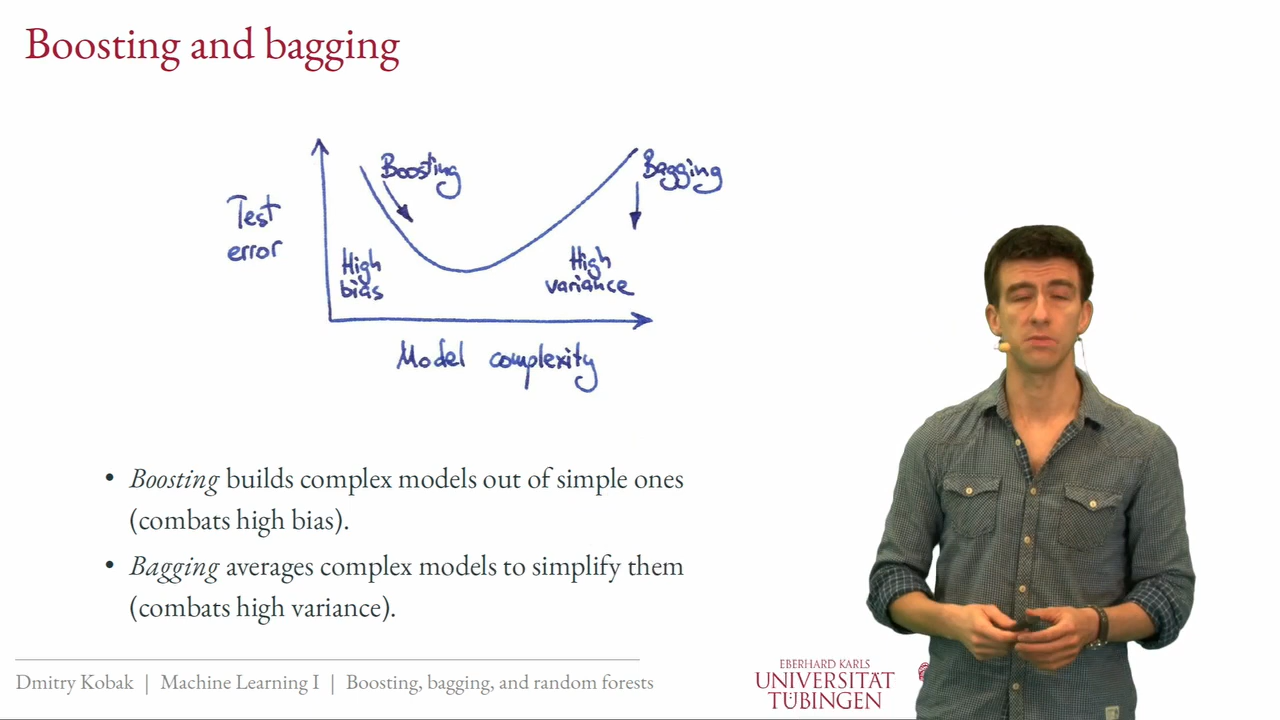 Boosting and bagging
Boosting
Bagging
Test
error
High
bias
High
variance
Model complexity
• Boosting builds complex models out of simple ones
(combats high bias).
• Bagging averages complex models to simplify them
(combats high variance).
Dmitry Kobak | Machine Learning I | Boosting, bagging, and random forests
EBERHARD KARLS
UNIVERSITÄT
TÜBINGEN